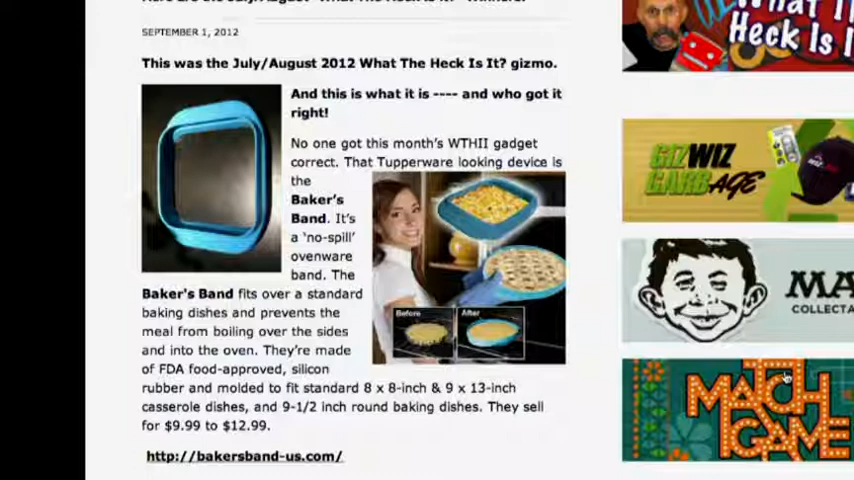 SEPTEMBER 1, 2012
This was the July/August 2012 What The Heck Is It? gizmo.
And this is what it is ---- and who got it
right!
No one got this month's WTHII gadget
correct. That Tupperware looking device is
the
Baker's
Band. It's
a 'no-spill'
ovenware
band. The
Baker's Band fits over a standard
baking dishes and prevents the
meal from boiling over the sides
and into the oven. They're made
of FDA food-approved, silicon
rubber and molded to fit standard 8 x 8-inch & 9 x 13-inch
casserole dishes, and 9-1/2 inch round baking dishes. They sell
for $9.99 to $12.99.
http://bakersband-us.com/
Before
After
What
Heck Is
GIZWIZ
GARBAGE
COLLECTA
MATCH
GAME